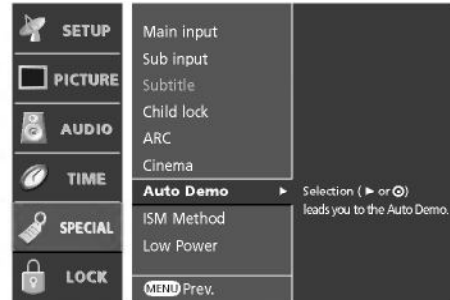 SETUP
PICTURE
AUDIO
TIME
SPECIAL
LOCK
Main input
Sub input
Subtitle
Child lock
ARC
Cinema
Auto Demo ►
ISM Method
Low Power
MENU Prev.
Selection ( ► or ⊙)
leads you to the Auto Demo.